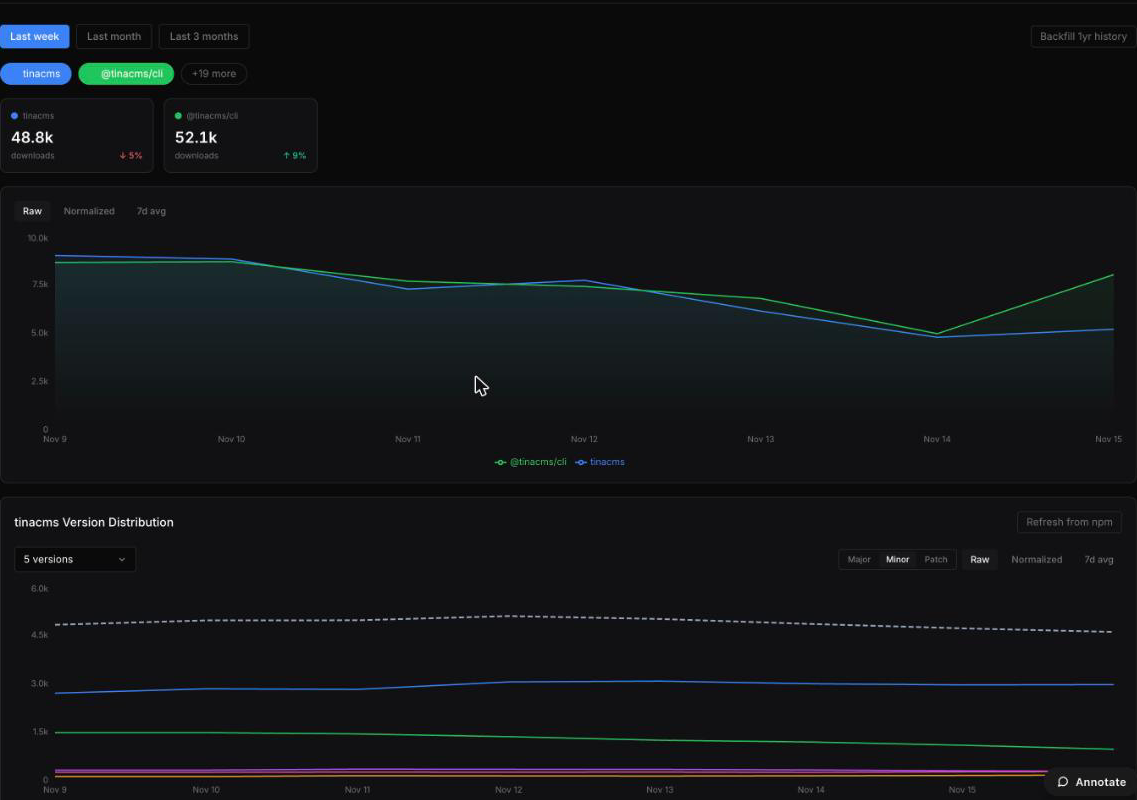 Last week Last month Last 3 months Backfill 1yr history
tinacms @tinacms/cli +19 more
tinacms @tinacms/cli
48.8k 52.1k
downloads ↓ 5% downloads ↑ 9%
Raw Normalized 7d avg
10.0k
7.5k
5.0k
2.5k
0
Nov 9 Nov 10 Nov 11 Nov 12 Nov 13 Nov 14 Nov 15
@tinacms/cli tinacms
tinacms Version Distribution Refresh from npm
5 versions Major Minor Patch Raw Normalized 7d avg
6.0k
4.5k
3.0k
1.5k
0
Nov 9 Nov 10 Nov 11 Nov 12 Nov 13 Nov 14 Nov 15
Annotate